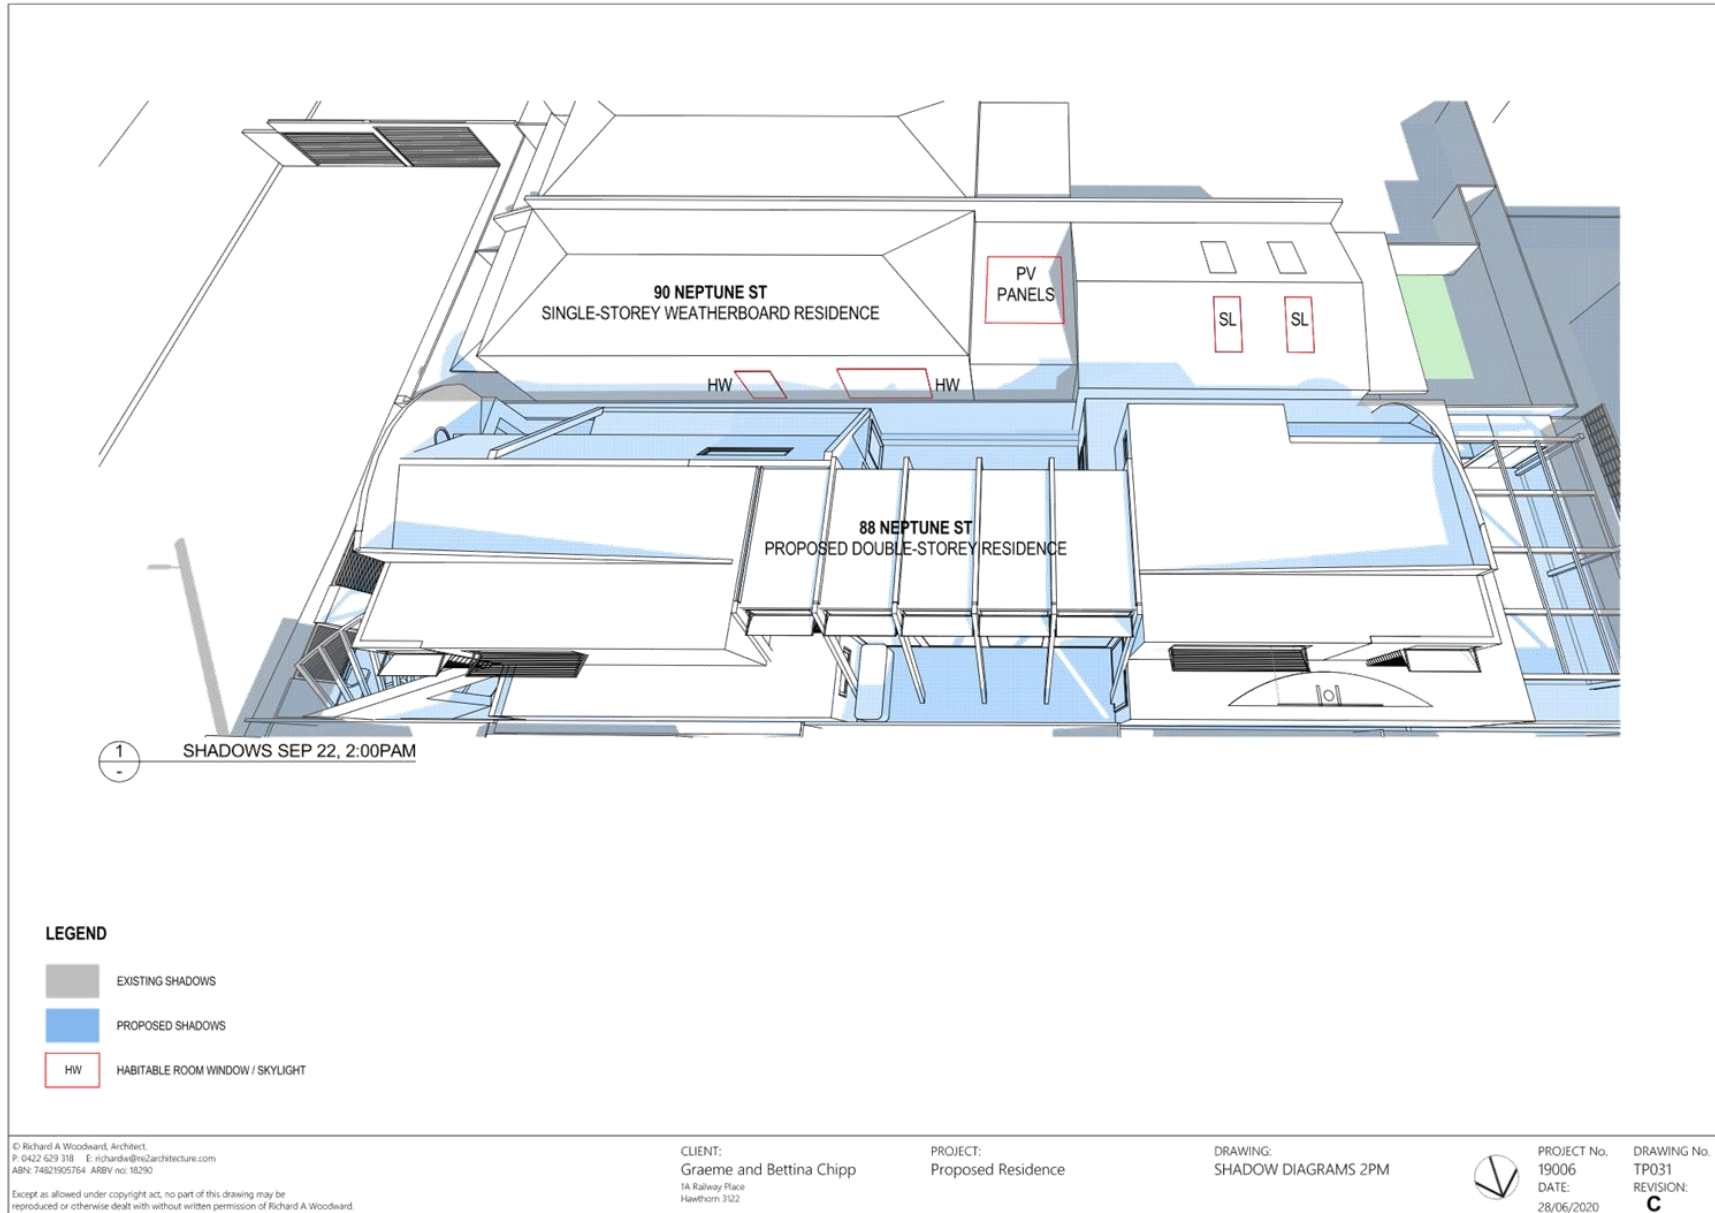 90 NEPTUNE ST
SINGLE-STOREY WEATHERBOARD RESIDENCE
PV
PANELS
SL
SL
HW
HW
88 NEPTUNE ST
PROPOSED DOUBLE-STOREY RESIDENCE
1
-
SHADOWS SEP 22, 2:00PAM
LEGEND
EXISTING SHADOWS
PROPOSED SHADOWS
HW
HABITABLE ROOM WINDOW / SKYLIGHT
© Richard A Woodward, Architect.
P: 0422 629 318 E: richardw@re2architecture.com
ABN: 74821905764 ARBV no: 18290
Except as allowed under copyright act, no part of this drawing may be
reproduced or otherwise dealt with without written permission of Richard A Woodward.
CLIENT:
Graeme and Bettina Chipp
1A Railway Place
Hawthorn 3122
PROJECT:
Proposed Residence
DRAWING:
SHADOW DIAGRAMS 2PM
PROJECT No.
19006
DATE:
28/06/2020
DRAWING No.
TP031
REVISION:
C